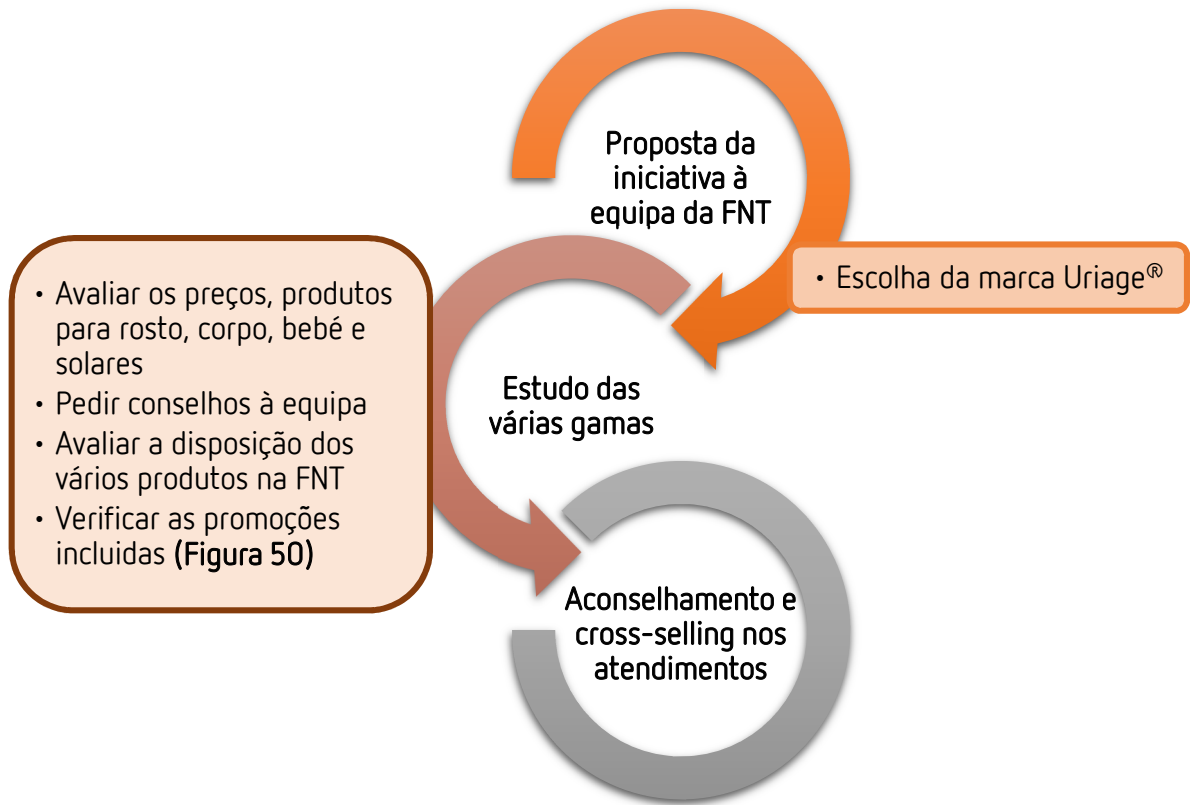 Proposta da
iniciativa à
equipa da FNT
• Escolha da marca Uriage®
• Avaliar os preços, produtos
para rosto, corpo, bebé e
solares
• Pedir conselhos à equipa
• Avaliar a disposição dos
vários produtos na FNT
• Verificar as promoções
incluidas (Figura 50)
Estudo das
várias gamas
Aconselhamento e
cross-selling nos
atendimentos